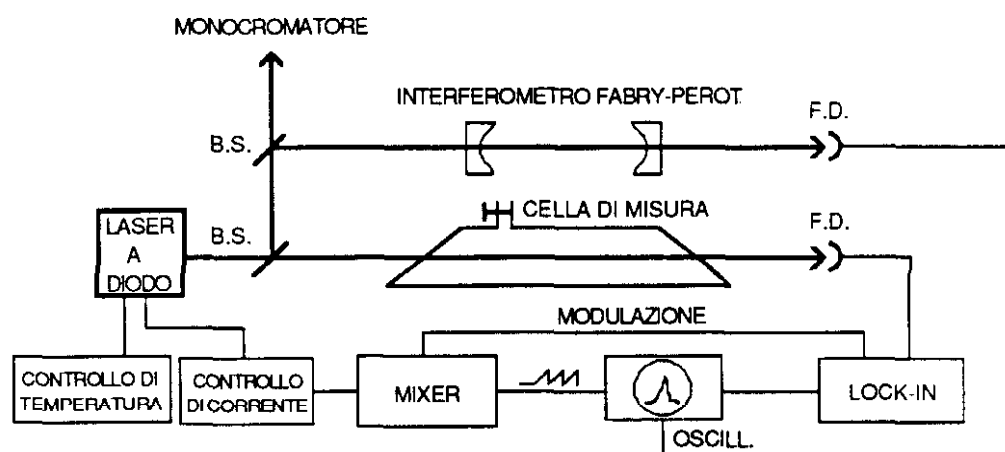 MONOCROMATORE
INTERFEROMETRO FABRY-PEROT
F.D.
B.S.
CELLA DI MISURA
F.D.
LASER
A
DIODO
B.S.
MODULAZIONE
CONTROLLO DI
TEMPERATURA
CONTROLLO
DI CORRENTE
MIXER
LOCK-IN
OSCILL.